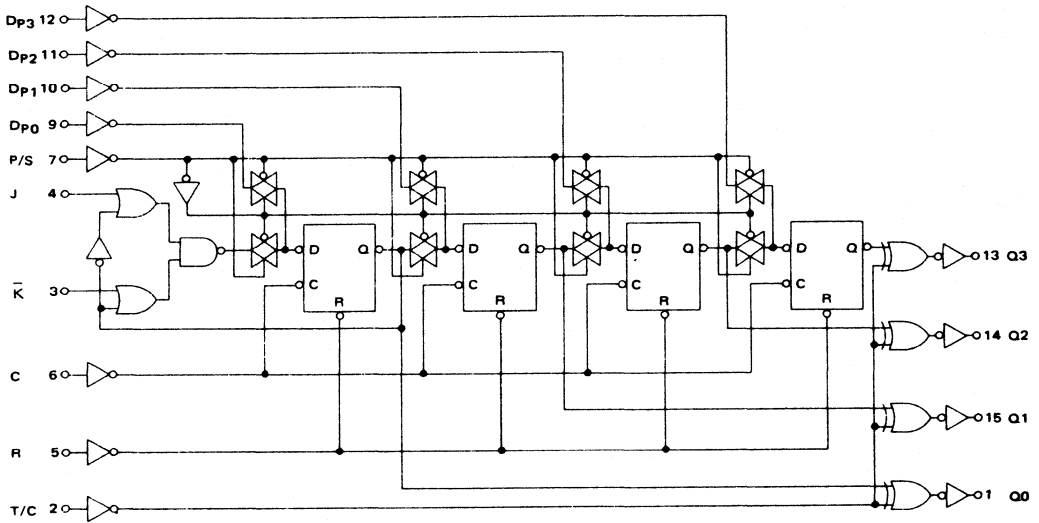 DP3 12
DP2 11
DP1 10
DP0 9
P/S 7
J 4
D Q
D Q
D Q
D Q
13 Q3
K̅ 3
C
C
C
C
R
R
R
R
14 Q2
C 6
15 Q1
R 5
1 Q0
T/C 2